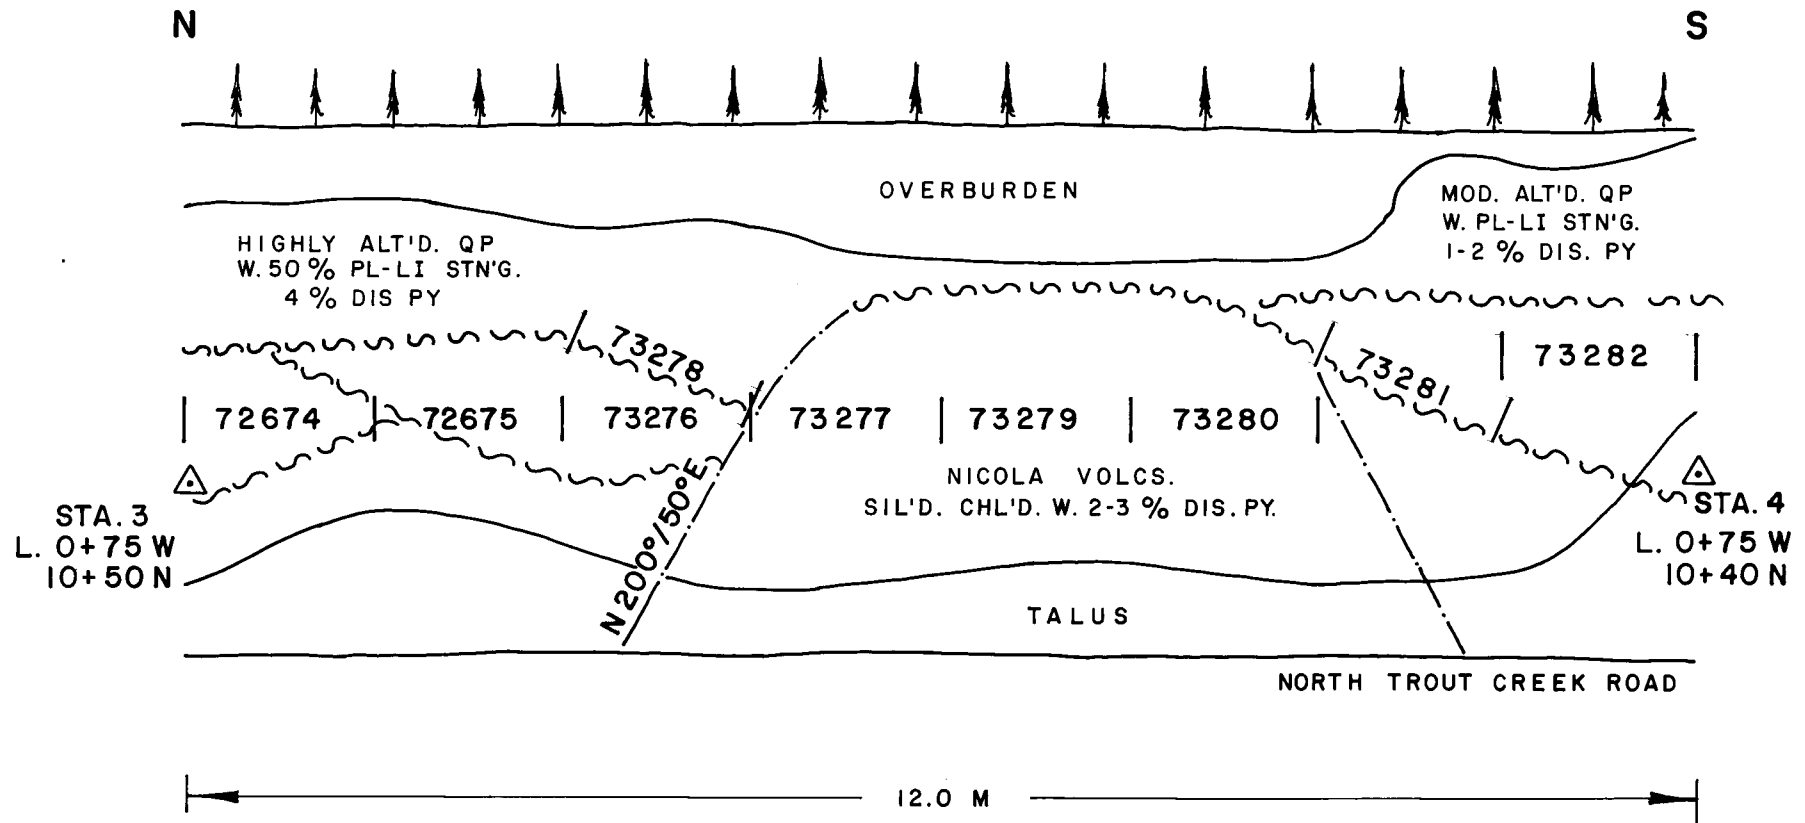 N
S
OVERBURDEN
MOD. ALT'D. QP
W. PL-LI STN'G.
1-2 % DIS. PY
HIGHLY ALT'D. QP
W. 50 % PL-LI STN'G.
4 % DIS PY
73278
73281
73282
72674
72675
73276
73277
73279
73280
N 200°/50°E
NICOLA VOLCS.
SIL'D. CHL'D. W. 2-3 % DIS. PY.
STA. 3
L. 0+75 W
10+50 N
STA. 4
L. 0+75 W
10+40 N
TALUS
NORTH TROUT CREEK ROAD
12.0 M